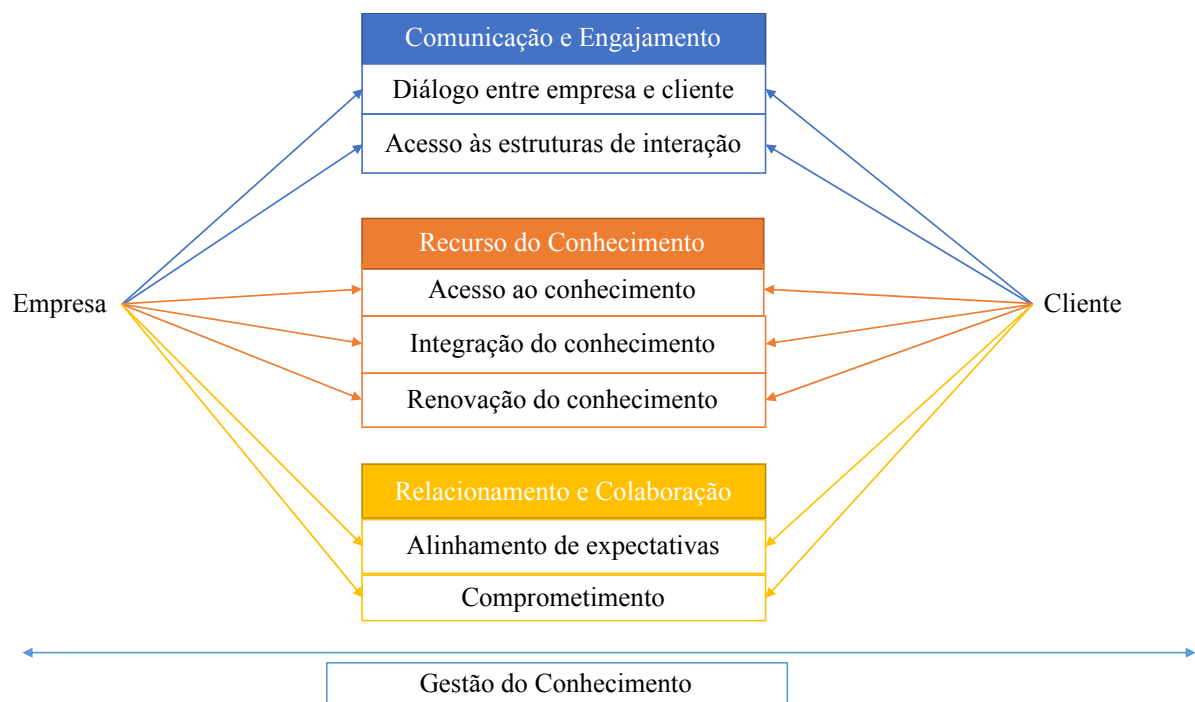 Comunicação e Engajamento
Diálogo entre empresa e cliente
Acesso às estruturas de interação
Recurso do Conhecimento
Acesso ao conhecimento
Empresa
Cliente
Integração do conhecimento
Renovação do conhecimento
Relacionamento e Colaboração
Alinhamento de expectativas
Comprometimento
Gestão do Conhecimento